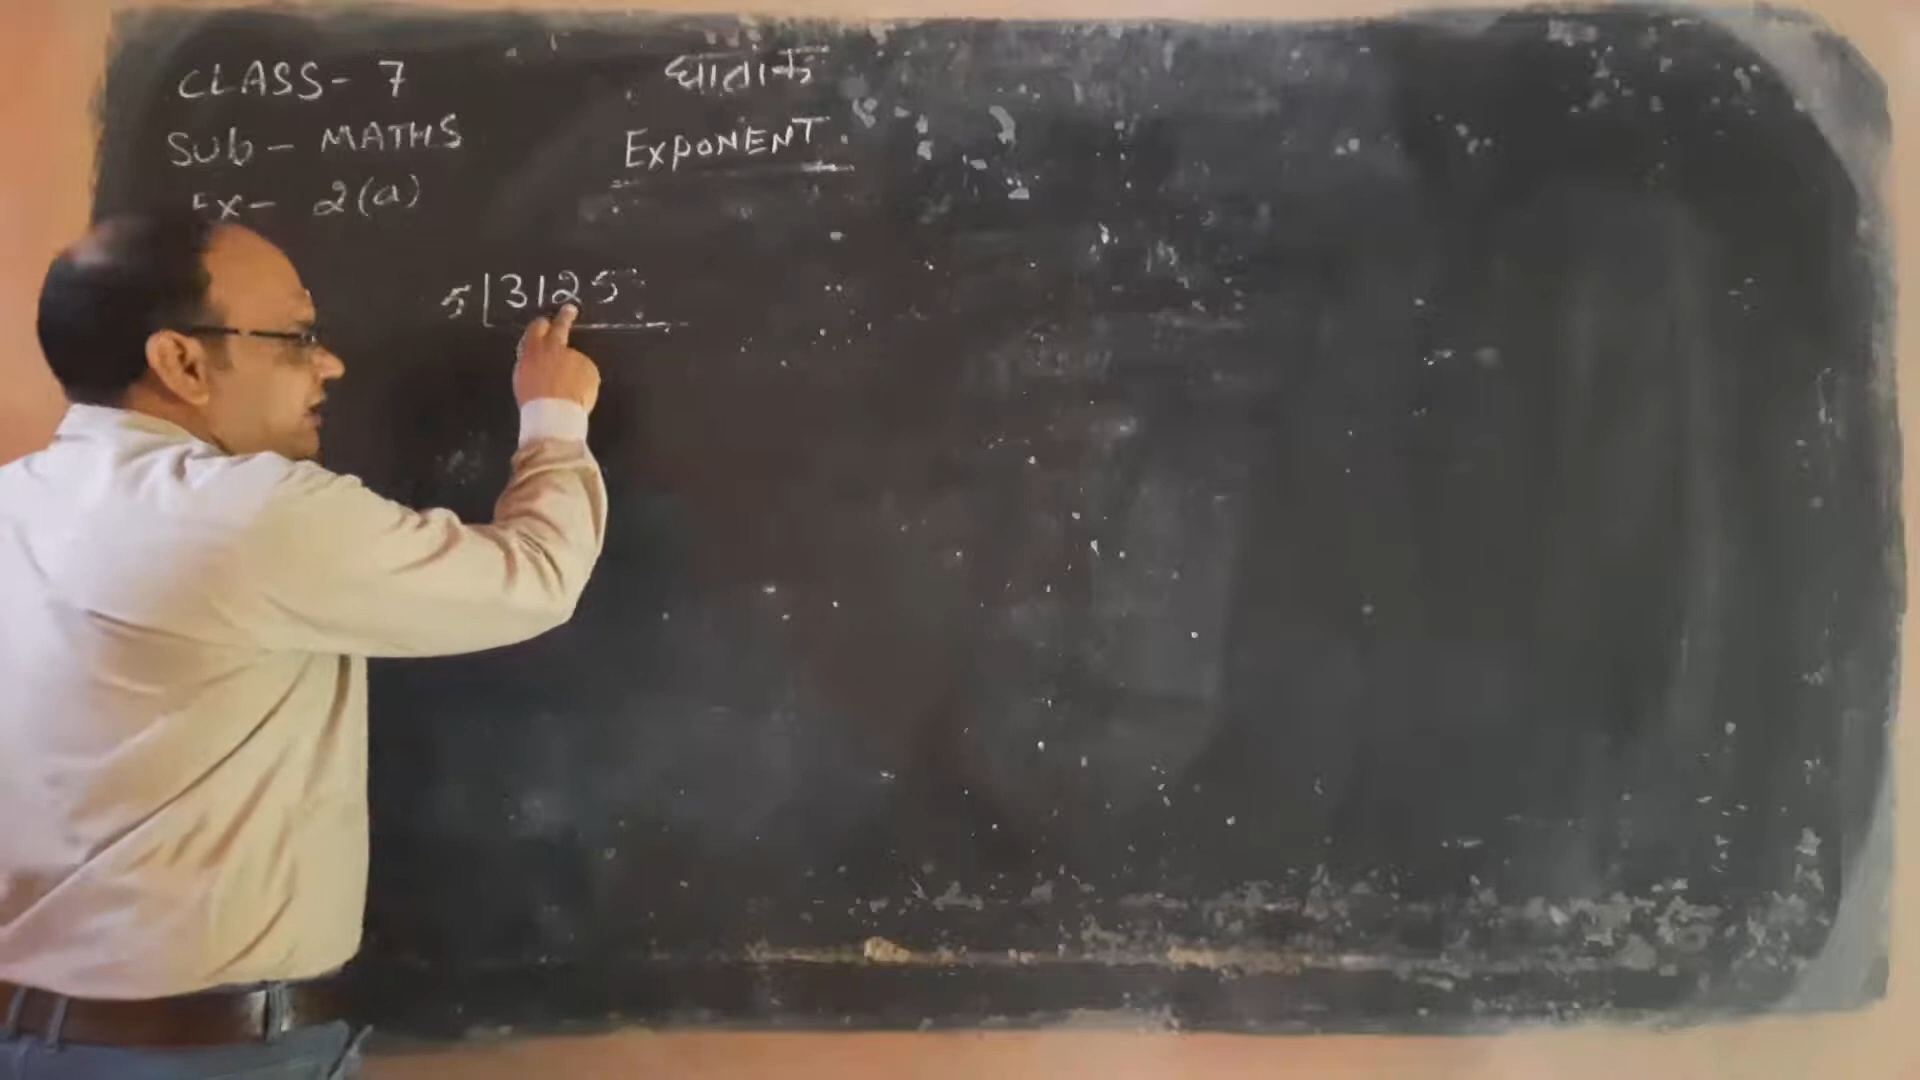 CLASS - 7
घातांक
Sub - MATHS
EXPONENT
Ex - 2(a)
5 | 3125